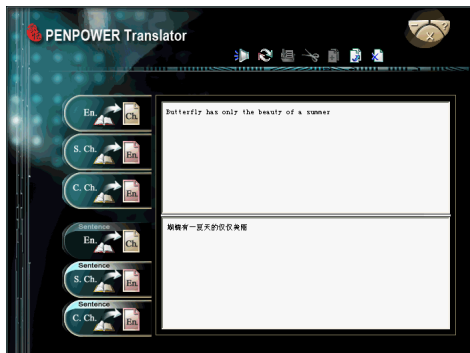 PENPOWER Translator
En.
Ch.
S. Ch.
En.
C. Ch.
En.
Sentence
En.
Ch.
Sentence
S. Ch.
En.
Sentence
C. Ch.
En.
Butterfly has only the beauty of a summer
蝴蝶有一夏天的仅仅美丽